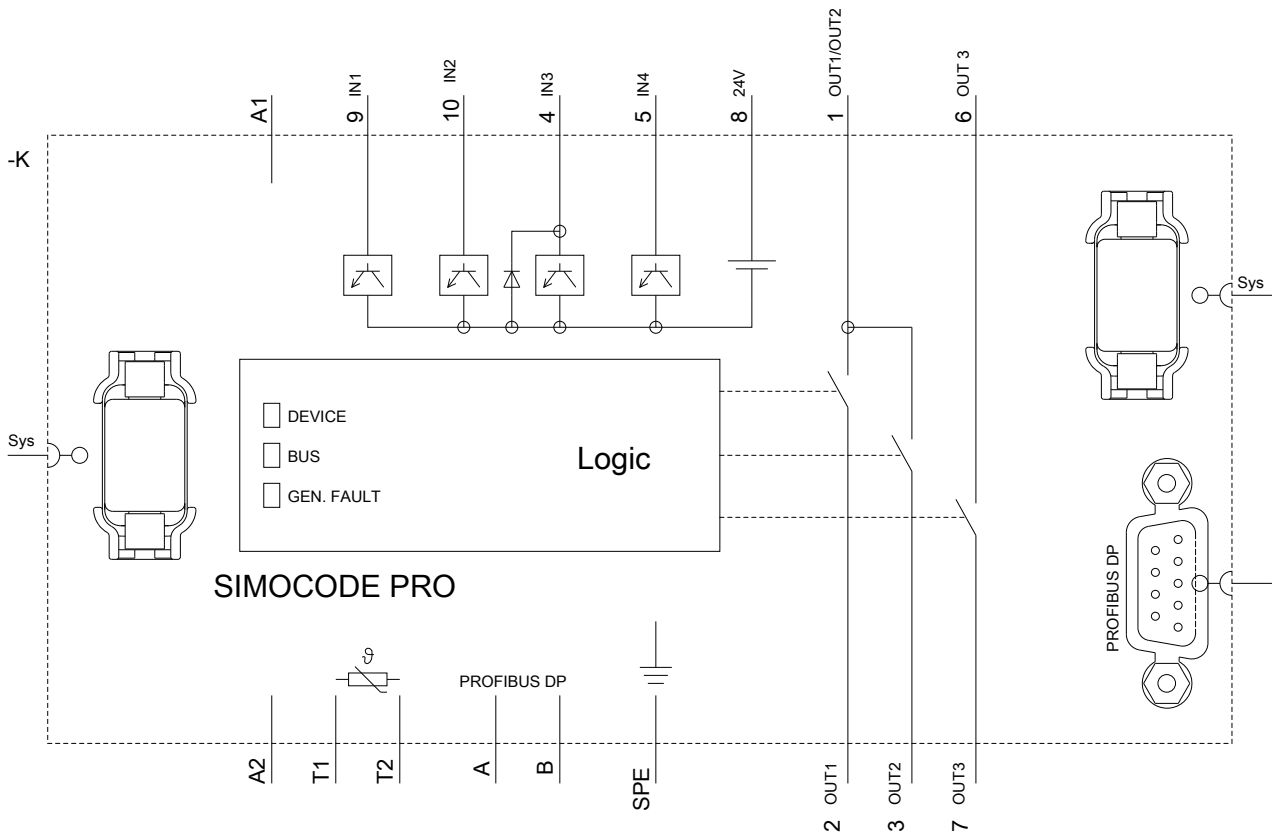 A1
9 IN1
10 IN2
4 IN3
5 IN4
8 24V
1 OUT1/OUT2
6 OUT 3
-K
Sys
Sys
DEVICE
BUS
GEN. FAULT
Logic
SIMOCODE PRO
PROFIBUS DP
ϑ
PROFIBUS DP
A2
T1
T2
A
B
SPE
2 OUT1
3 OUT2
7 OUT3